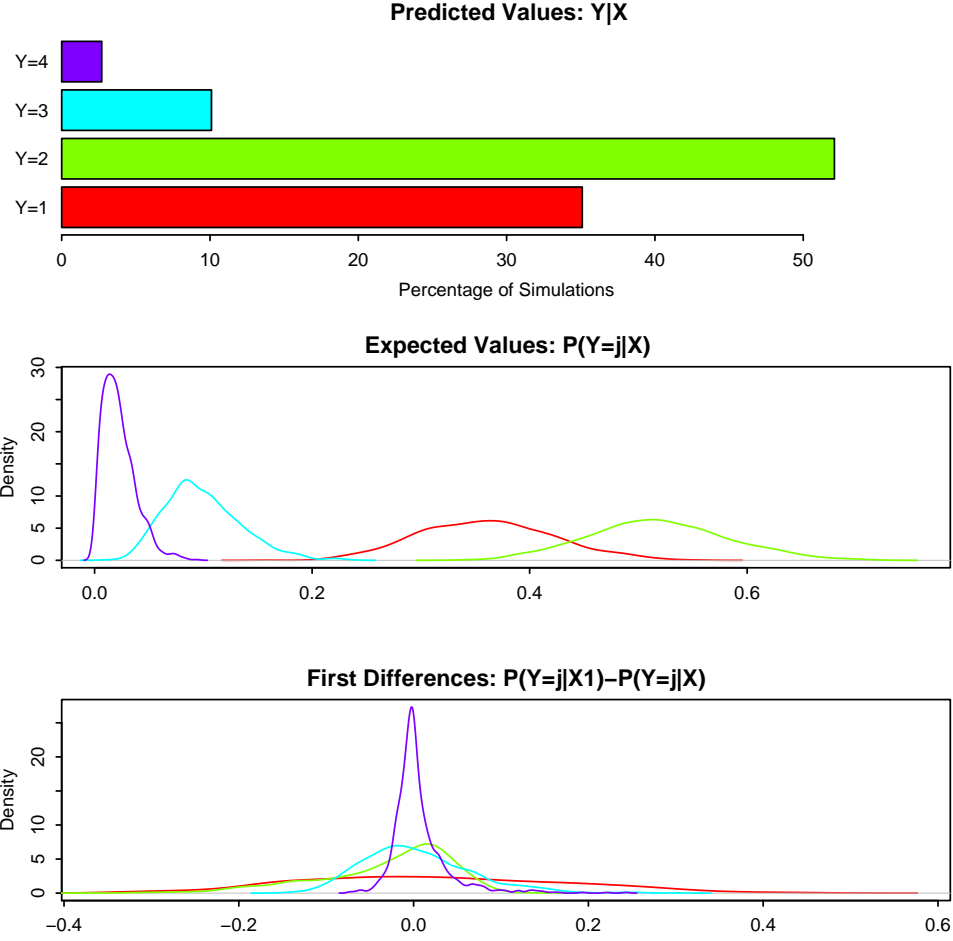 Predicted Values: Y|X
Y=4
Y=3
Y=2
Y=1
0 10 20 30 40 50
Percentage of Simulations
Expected Values: P(Y=j|X)
30
20
10
5
0
Density
0.0 0.2 0.4 0.6
First Differences: P(Y=j|X1)−P(Y=j|X)
20
10
5
0
Density
−0.4 −0.2 0.0 0.2 0.4 0.6